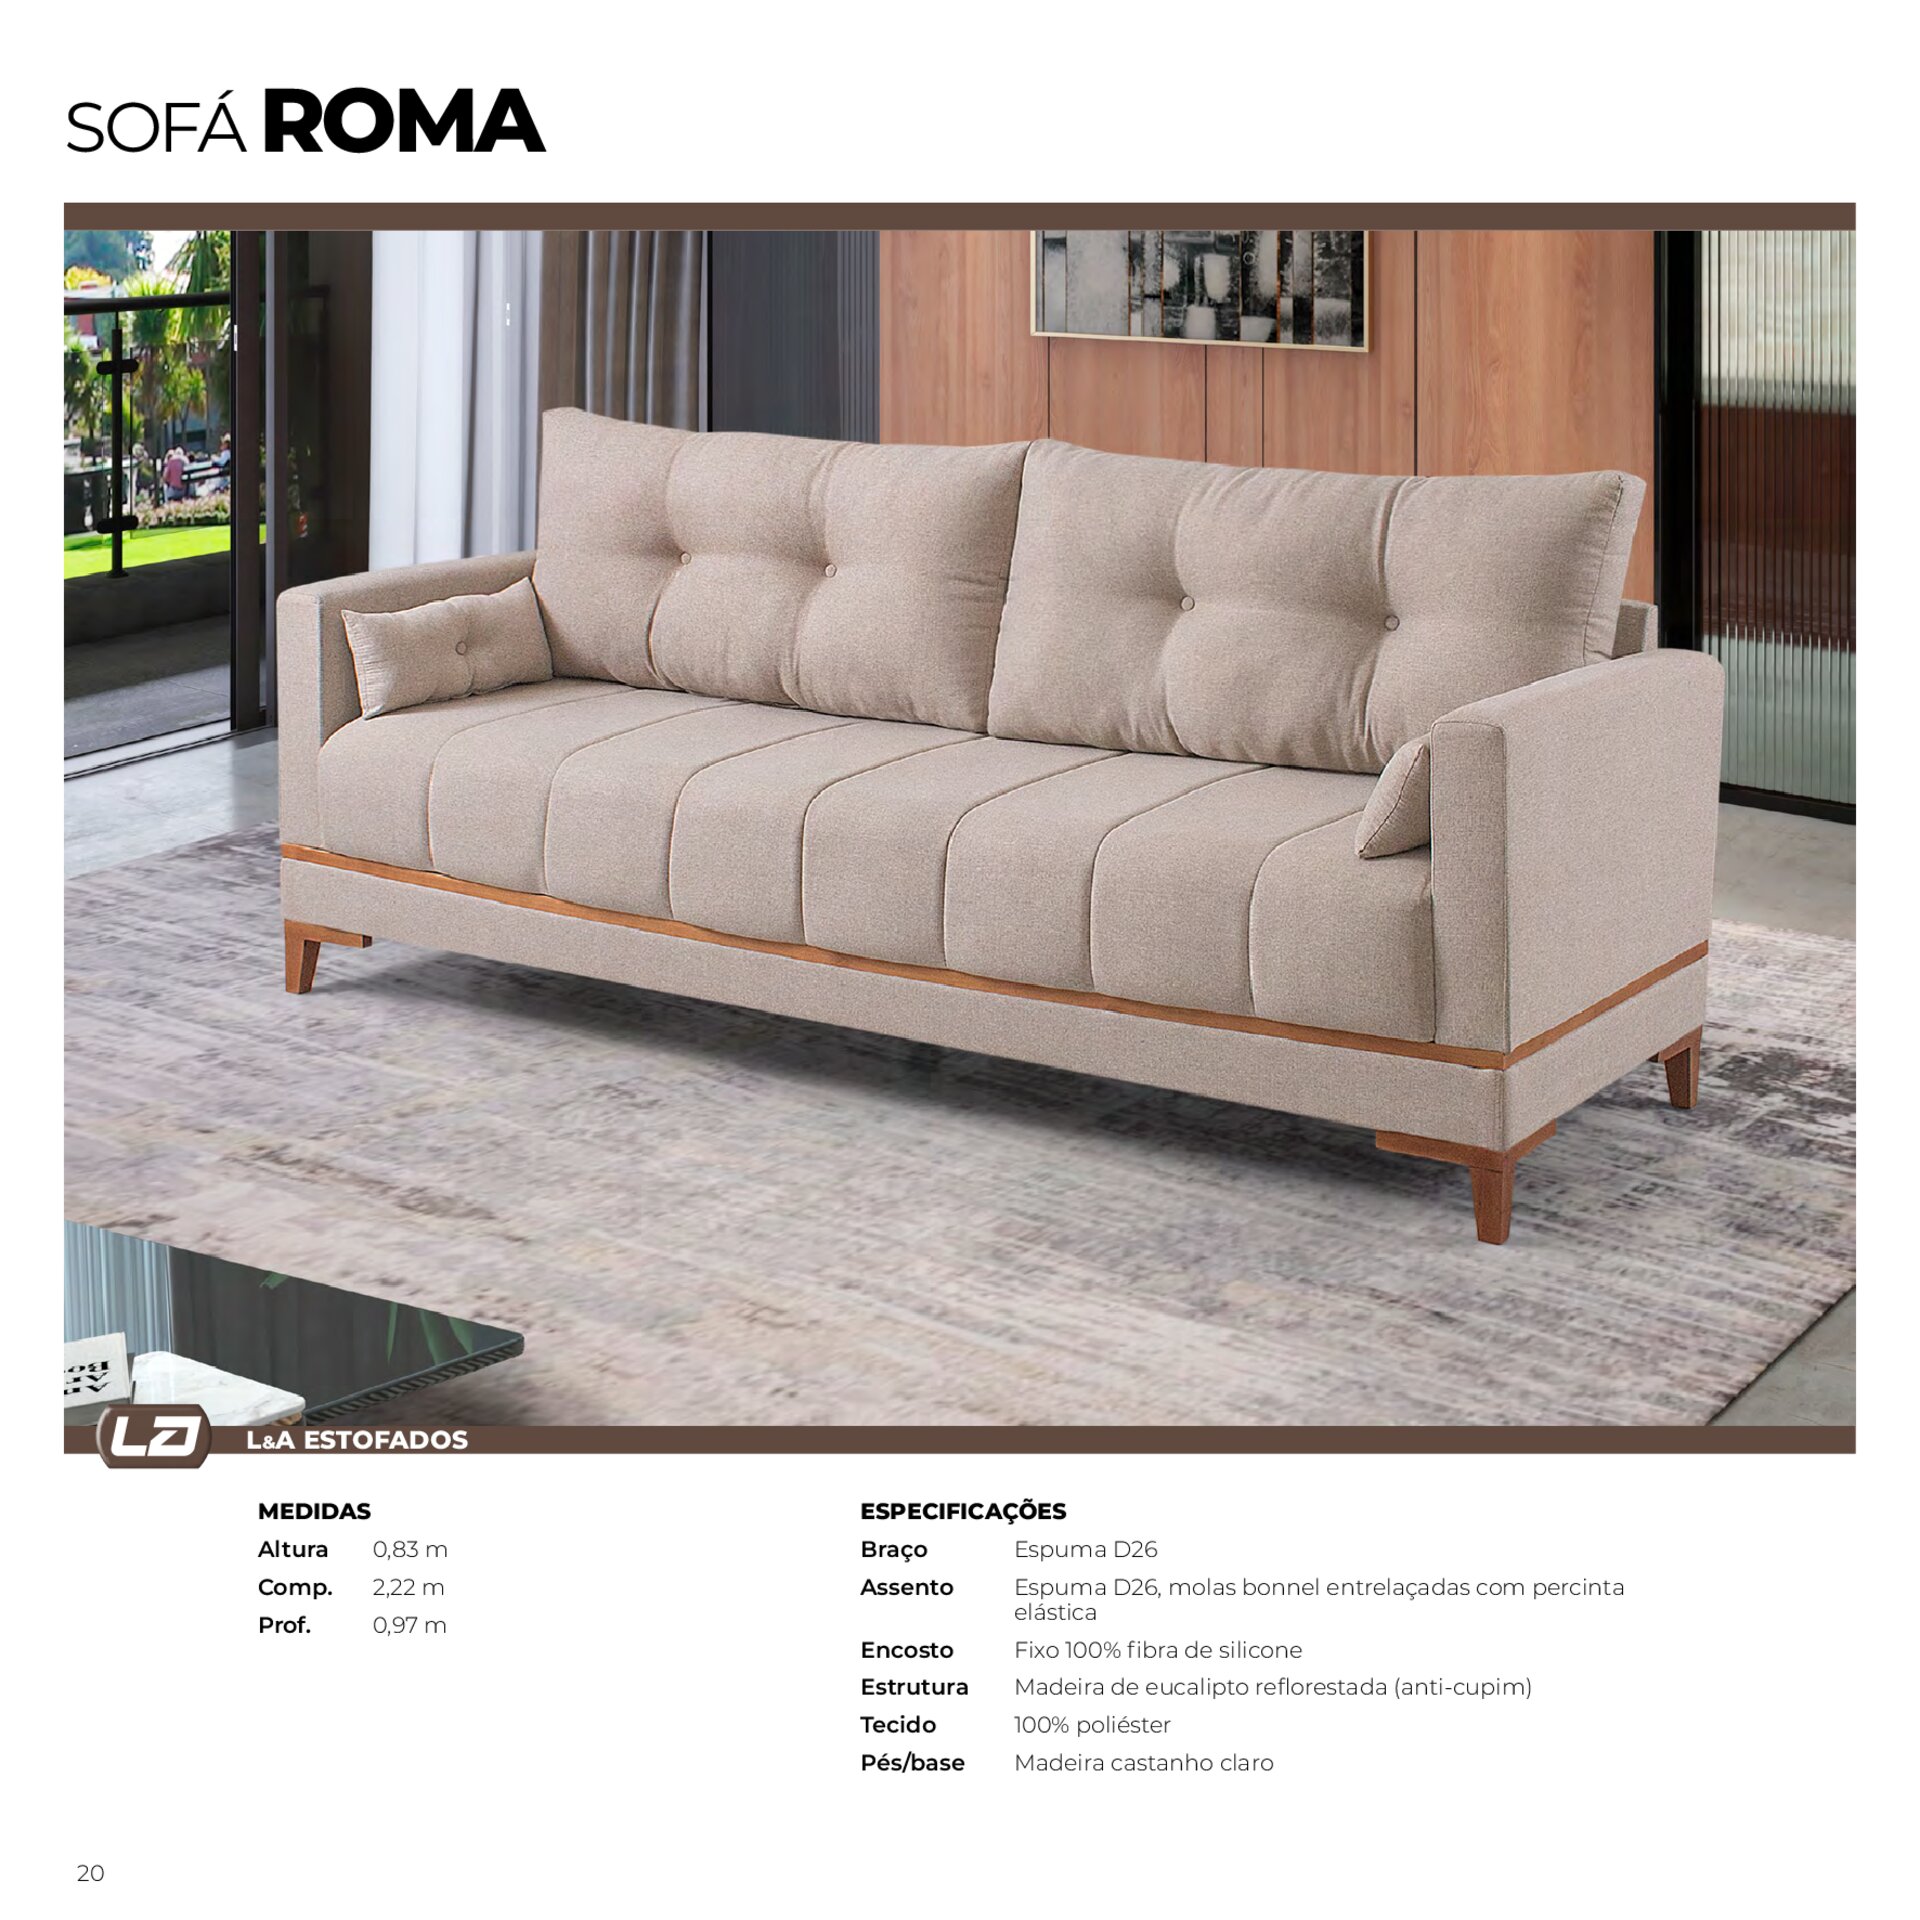 SOFÁ ROMA
LA
L&A ESTOFADOS
MEDIDAS
Altura 0,83 m
Comp. 2,22 m
Prof. 0,97 m
ESPECIFICAÇÕES
Braço Espuma D26
Assento Espuma D26, molas bonnel entrelaçadas com percinta
elástica
Encosto Fixo 100% fibra de silicone
Estrutura Madeira de eucalipto reflorestada (anti-cupim)
Tecido 100% poliéster
Pés/base Madeira castanho claro
20